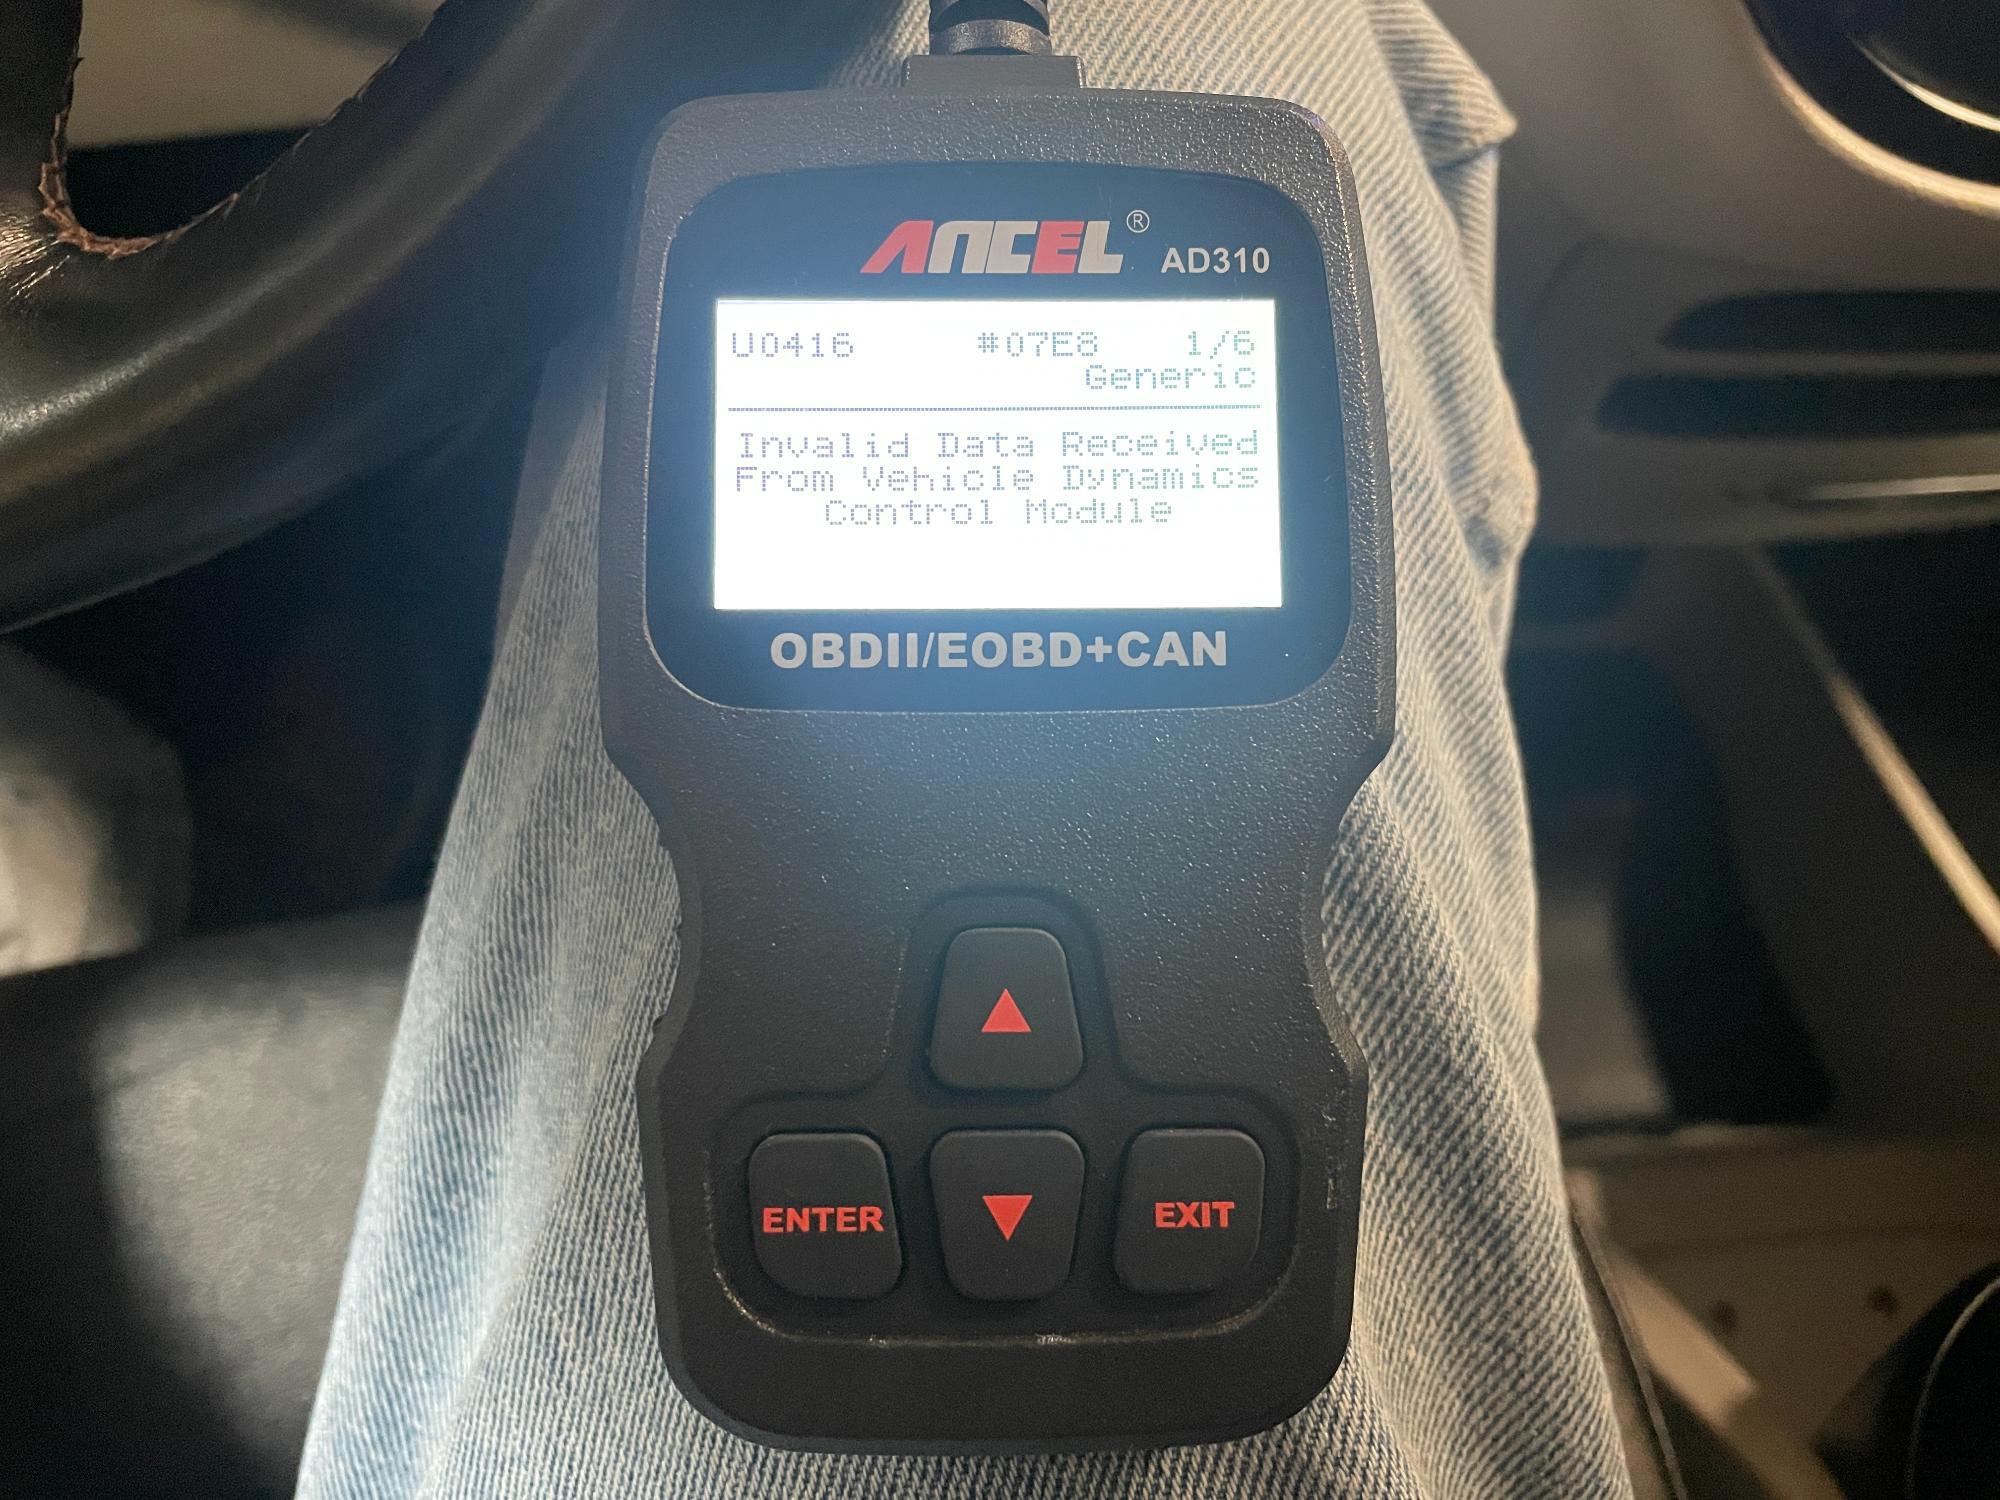 ANCEL®
AD310
U0416 #07E8 1/6
Generic
Invalid Data Received
From Vehicle Dynamics
Control Module
OBDII/EOBD+CAN
ENTER
EXIT